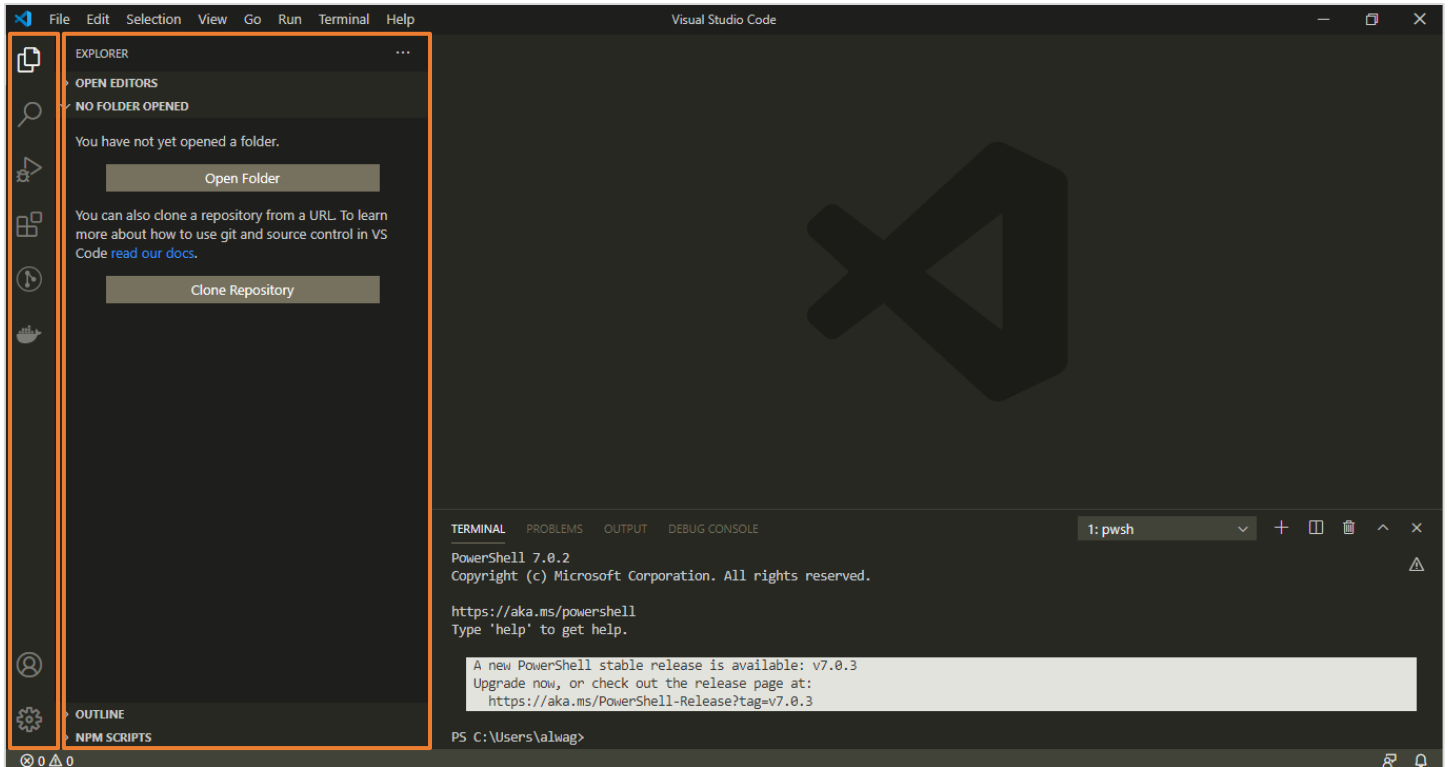 File Edit Selection View Go Run Terminal Help Visual Studio Code
EXPLORER ...
OPEN EDITORS
NO FOLDER OPENED
You have not yet opened a folder.
Open Folder
You can also clone a repository from a URL. To learn
more about how to use git and source control in VS
Code read our docs.
Clone Repository
OUTLINE
NPM SCRIPTS
TERMINAL PROBLEMS OUTPUT DEBUG CONSOLE 1: pwsh
PowerShell 7.0.2
Copyright (c) Microsoft Corporation. All rights reserved.
https://aka.ms/powershell
Type 'help' to get help.
A new PowerShell stable release is available: v7.0.3
Upgrade now, or check out the release page at:
https://aka.ms/PowerShell-Release?tag=v7.0.3
PS C:\Users\alwag>
0 0